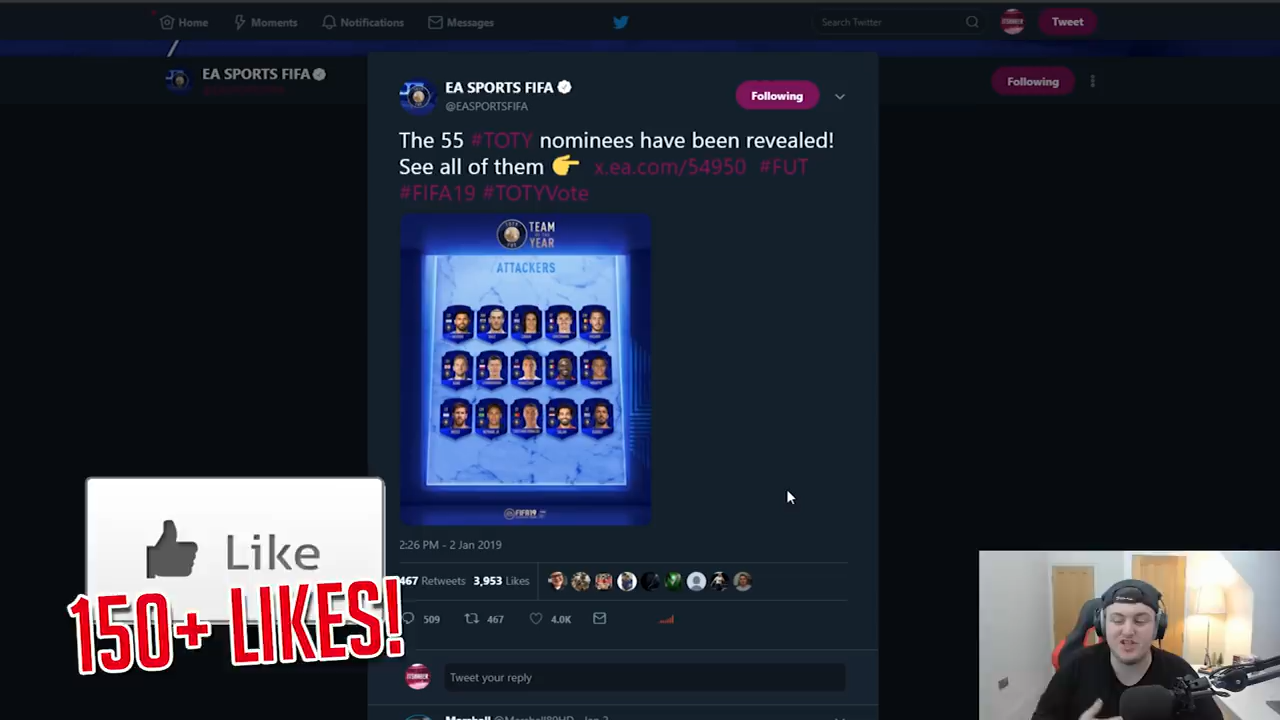 Home
Moments
Notifications
Messages
Search Twitter
Tweet
EA SPORTS FIFA
Following
EA SPORTS FIFA
@EASPORTSFIFA
Following
The 55 #TOTY nominees have been revealed!
See all of them 👉 x.ea.com/54950 #FUT
#FIFA19 #TOTYVote
TEAM
OF THE
YEAR
ATTACKERS
FIFA19
2:26 PM - 2 Jan 2019
467 Retweets 3,953 Likes
509
467
4.0K
Tweet your reply
Like
150+ LIKES!